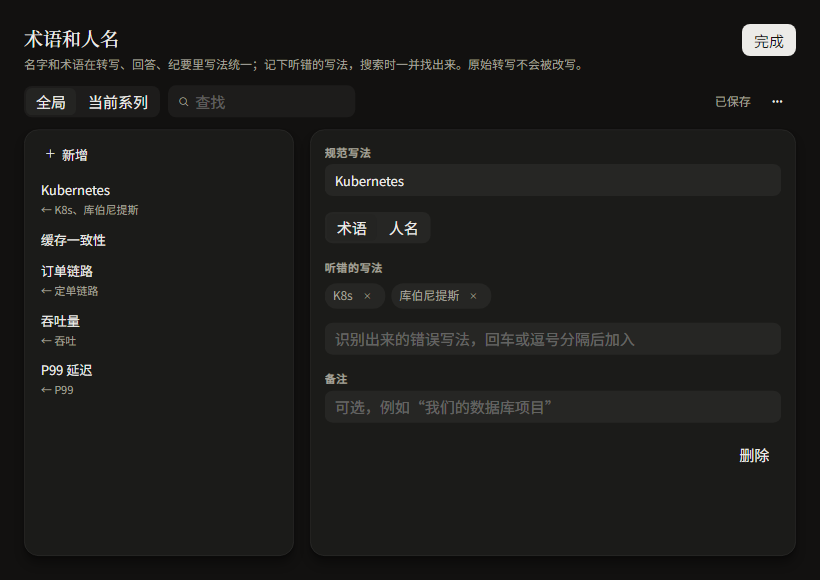 术语和人名
完成
名字和术语在转写、回答、纪要里写法统一；记下听错的写法，搜索时一并找出来。原始转写不会被改写。
全局 当前系列 查找 已保存 ···
+ 新增
Kubernetes
← K8s、库伯尼提斯
缓存一致性
订单链路
← 定单链路
吞吐量
← 吞吐
P99 延迟
← P99
规范写法
Kubernetes
术语 人名
听错的写法
K8s × 库伯尼提斯 ×
识别出来的错误写法，回车或逗号分隔后加入
备注
可选，例如“我们的数据库项目”
删除